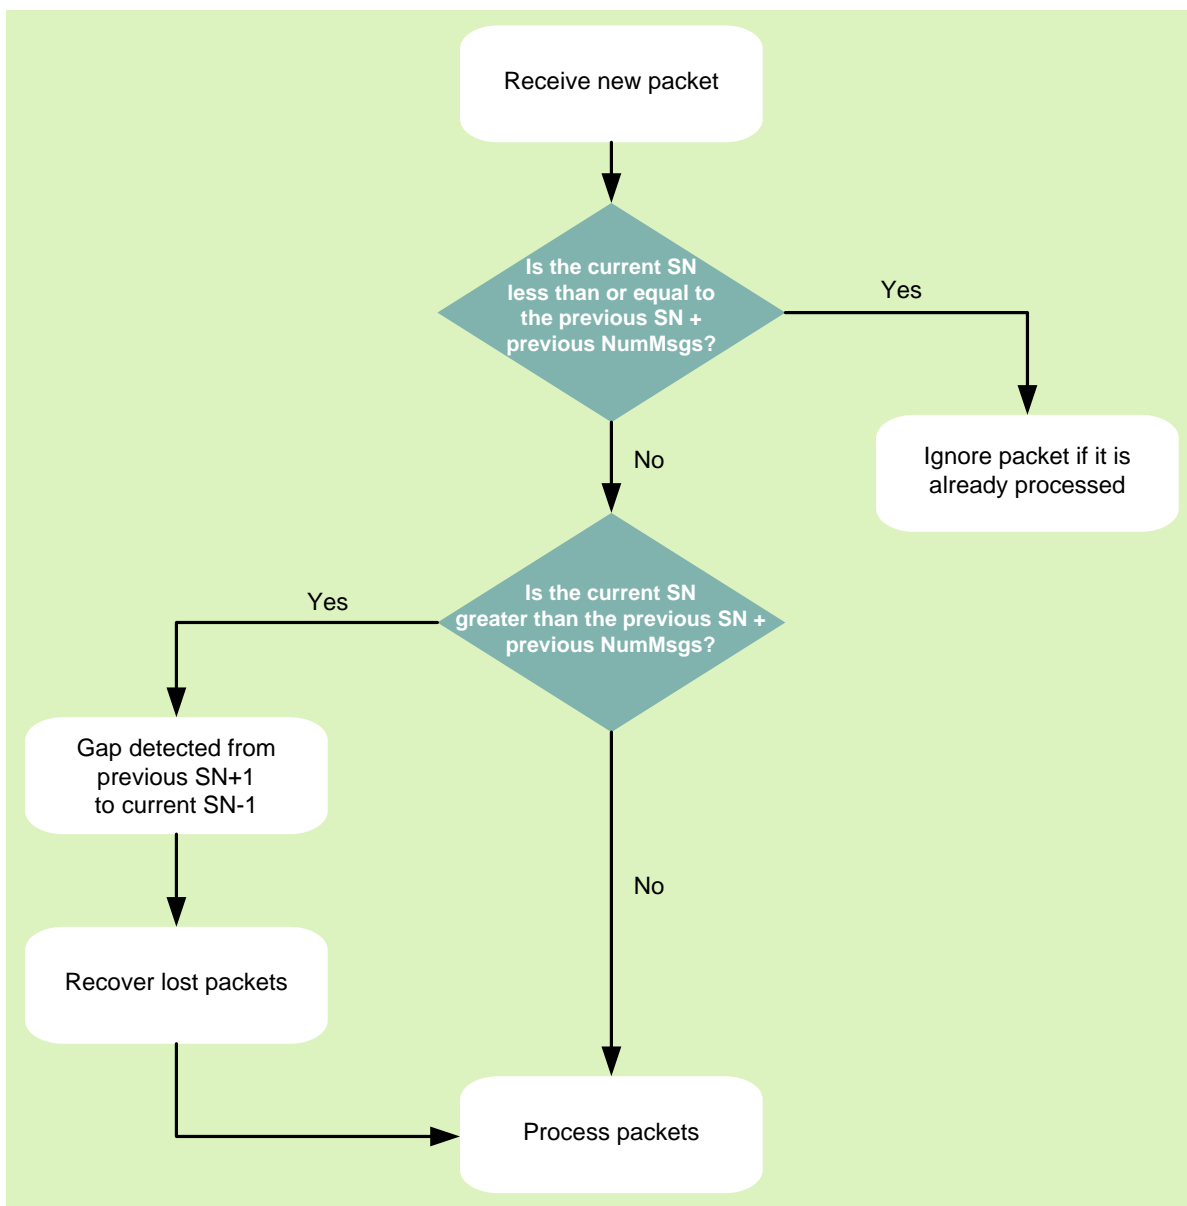 Receive new packet
Is the current SN
less than or equal to
the previous SN +
previous NumMsgs?
Yes
Ignore packet if it is
already processed
No
Is the current SN
greater than the previous SN +
previous NumMsgs?
Yes
Gap detected from
previous SN+1
to current SN-1
No
Recover lost packets
Process packets